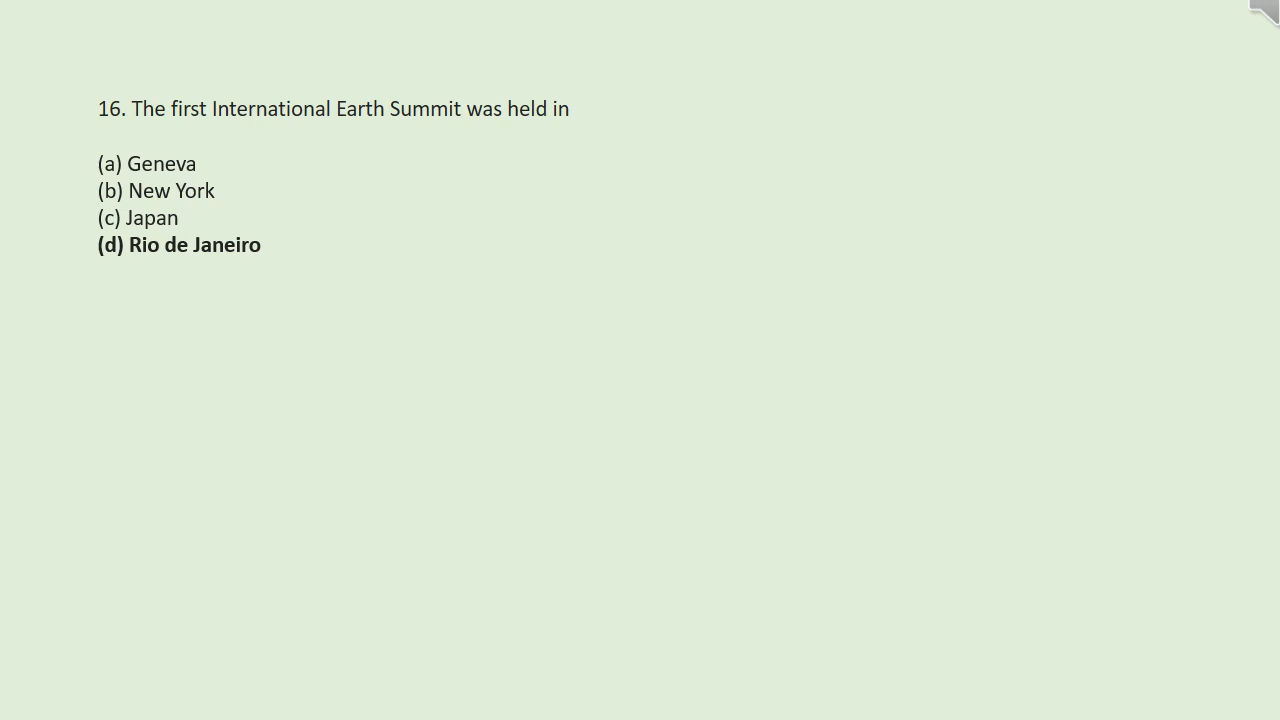 16. The first International Earth Summit was held in
(a) Geneva
(b) New York
(c) Japan
(d) Rio de Janeiro